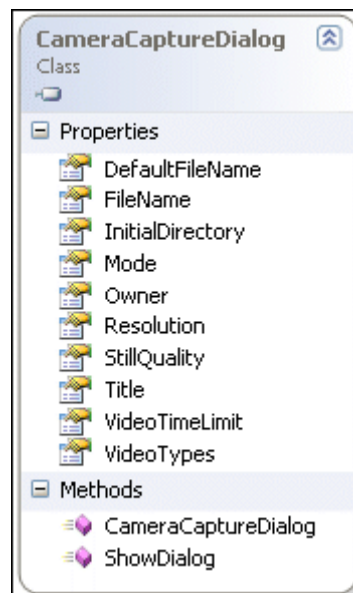 CameraCaptureDialog
Class
Properties
DefaultFileName
FileName
InitialDirectory
Mode
Owner
Resolution
StillQuality
Title
VideoTimeLimit
VideoTypes
Methods
CameraCaptureDialog
ShowDialog